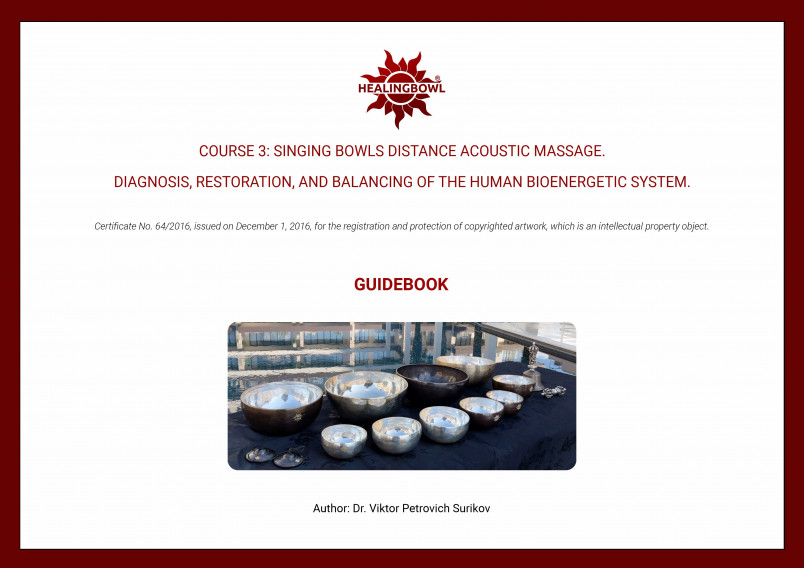 HEALINGBOWL®
COURSE 3: SINGING BOWLS DISTANCE ACOUSTIC MASSAGE.
DIAGNOSIS, RESTORATION, AND BALANCING OF THE HUMAN BIOENERGETIC SYSTEM.
Certificate No. 64/2016, issued on December 1, 2016, for the registration and protection of copyrighted artwork, which is an intellectual property object.
GUIDEBOOK
Author: Dr. Viktor Petrovich Surikov